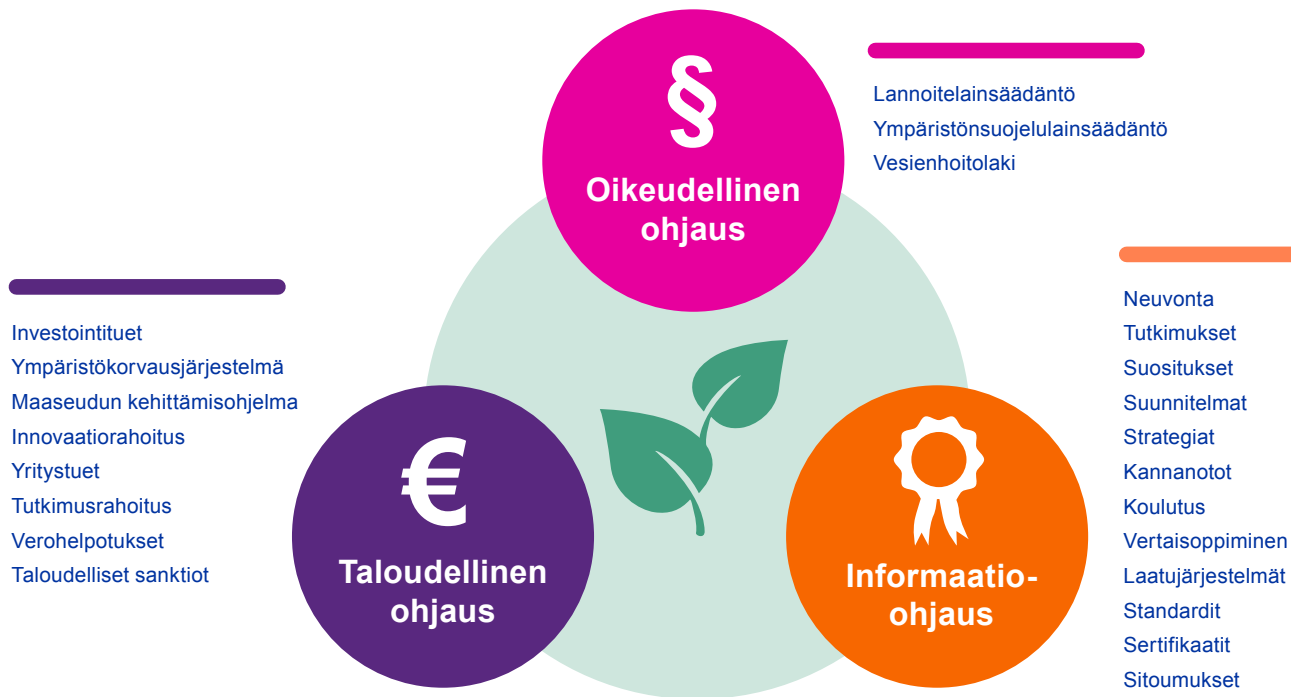 §
Oikeudellinen
ohjaus
Lannoitelainsäädäntö
Ympäristönsuojelulainsäädäntö
Vesienhoitolaki
€
Taloudellinen
ohjaus
Investointituet
Ympäristökorvausjärjestelmä
Maaseudun kehittämisohjelma
Innovaatiorahoitus
Yritystuet
Tutkimusrahoitus
Verohelpotukset
Taloudelliset sanktiot
Informaatio-
ohjaus
Neuvonta
Tutkimukset
Suositukset
Suunnitelmat
Strategiat
Kannanotot
Koulutus
Vertaisoppiminen
Laatujärjestelmät
Standardit
Sertifikaatit
Sitoumukset